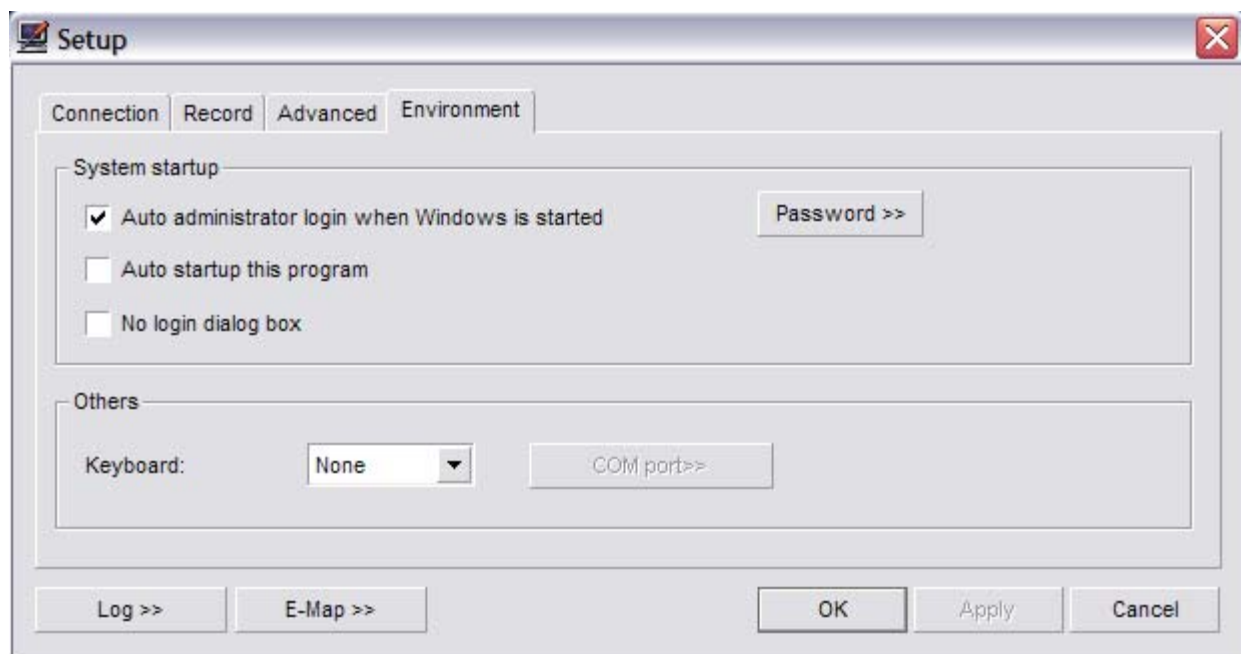 Setup
Connection Record Advanced Environment
System startup
Auto administrator login when Windows is started Password >>
Auto startup this program
No login dialog box
Others
Keyboard: None COM port>>
Log >> E-Map >> OK Apply Cancel